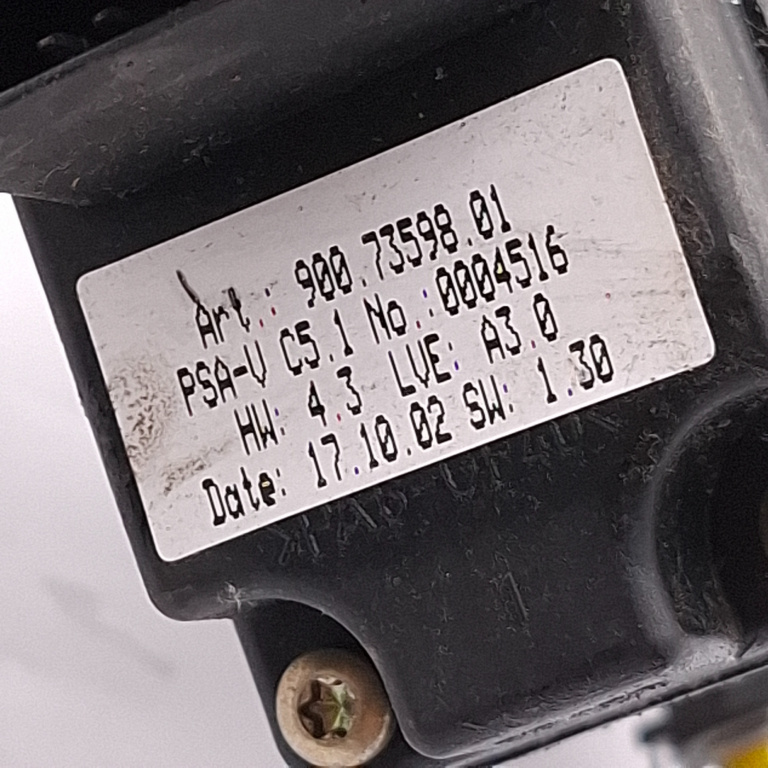 Art.: 900.73598.01
PSA-V C5.1 No.:0004516
HW: 4.3 LVE: A3.0
Date: 17.10.02 SW: 1.30